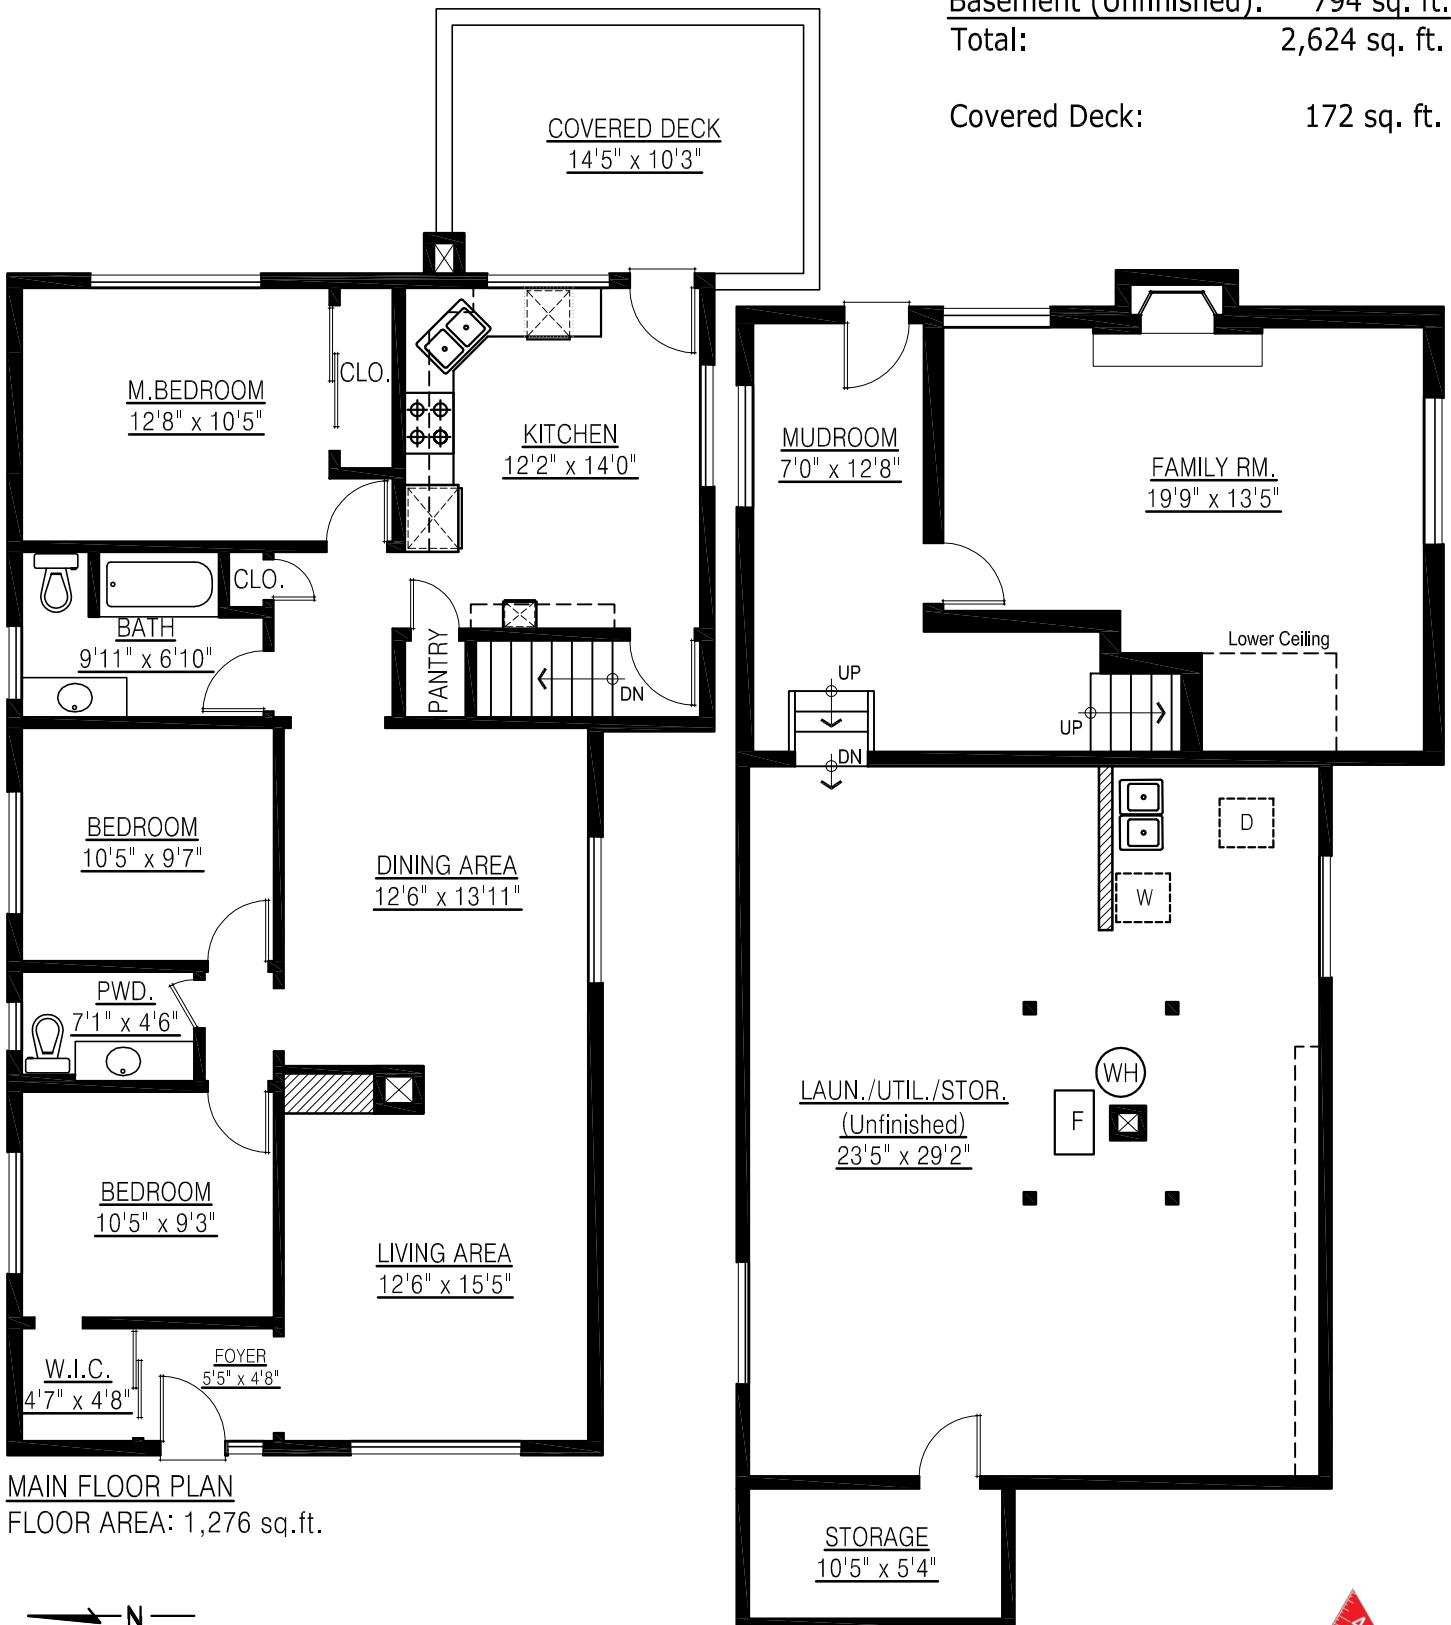 Basement (Unfinished): 794 sq. ft.
Total: 2,624 sq. ft.
Covered Deck: 172 sq. ft.
COVERED DECK
14'5" x 10'3"
M.BEDROOM
12'8" x 10'5"
CLO.
KITCHEN
12'2" x 14'0"
CLO.
BATH
9'11" x 6'10"
PANTRY
DN
BEDROOM
10'5" x 9'7"
DINING AREA
12'6" x 13'11"
PWD.
7'1" x 4'6"
BEDROOM
10'5" x 9'3"
LIVING AREA
12'6" x 15'5"
FOYER
5'5" x 4'8"
W.I.C.
4'7" x 4'8"
MAIN FLOOR PLAN
FLOOR AREA: 1,276 sq.ft.
N
MUDROOM
7'0" x 12'8"
FAMILY RM.
19'9" x 13'5"
Lower Ceiling
UP
UP
DN
D
W
WH
F
LAUN./UTIL./STOR.
(Unfinished)
23'5" x 29'2"
STORAGE
10'5" x 5'4"